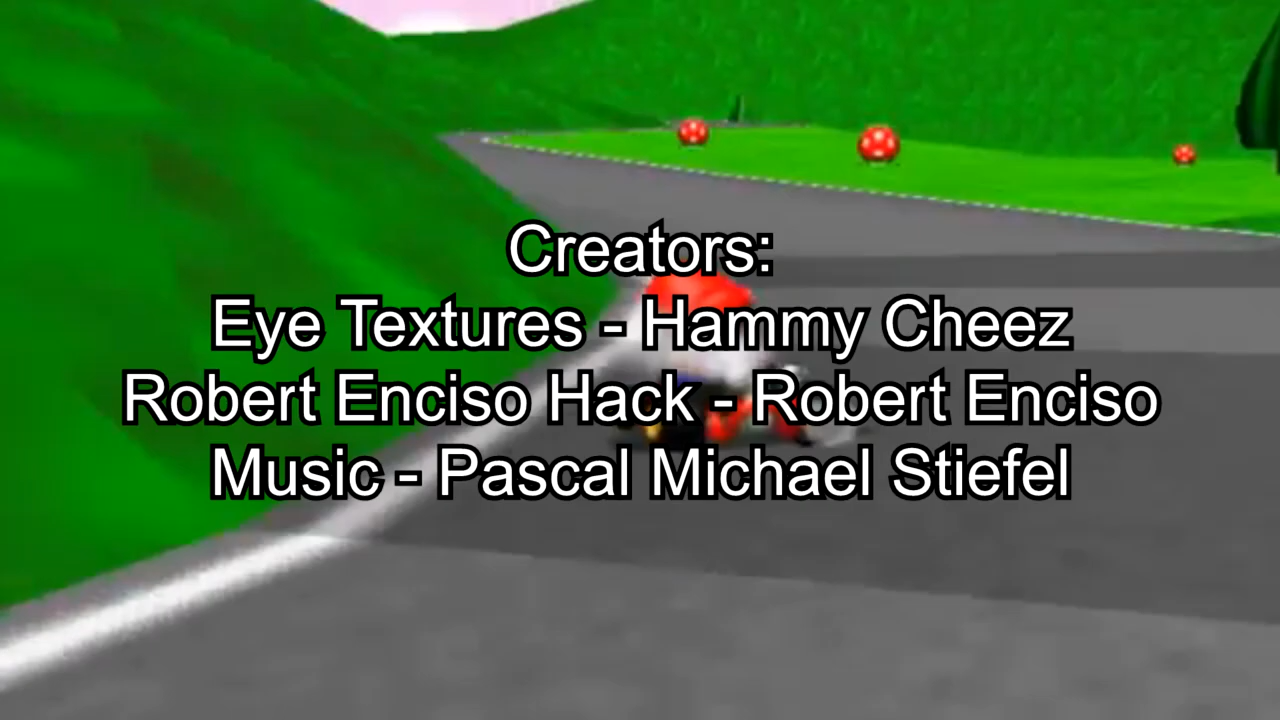 Creators:
Eye Textures - Hammy Cheez
Robert Enciso Hack - Robert Enciso
Music - Pascal Michael Stiefel